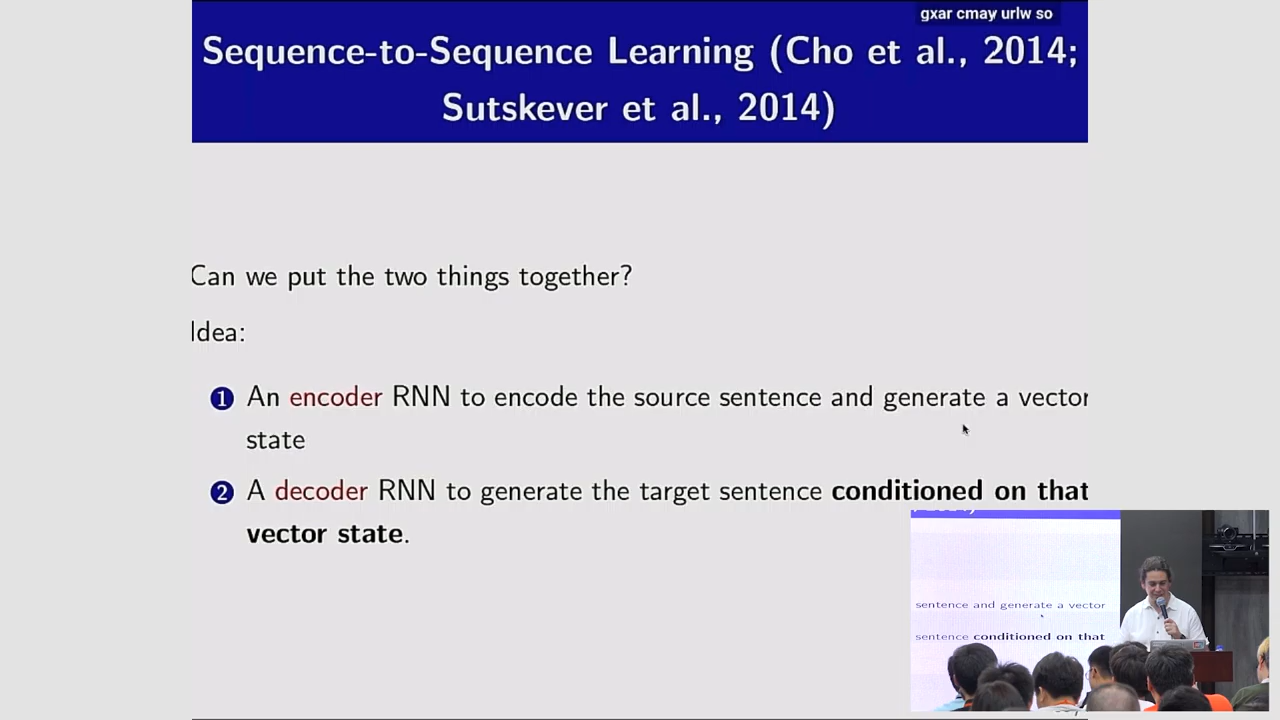 gxar cmay urlw so
Sequence-to-Sequence Learning (Cho et al., 2014;
Sutskever et al., 2014)
Can we put the two things together?
Idea:
1 An encoder RNN to encode the source sentence and generate a vector
state
2 A decoder RNN to generate the target sentence conditioned on that
vector state.
sentence and generate a vector
sentence conditioned on that